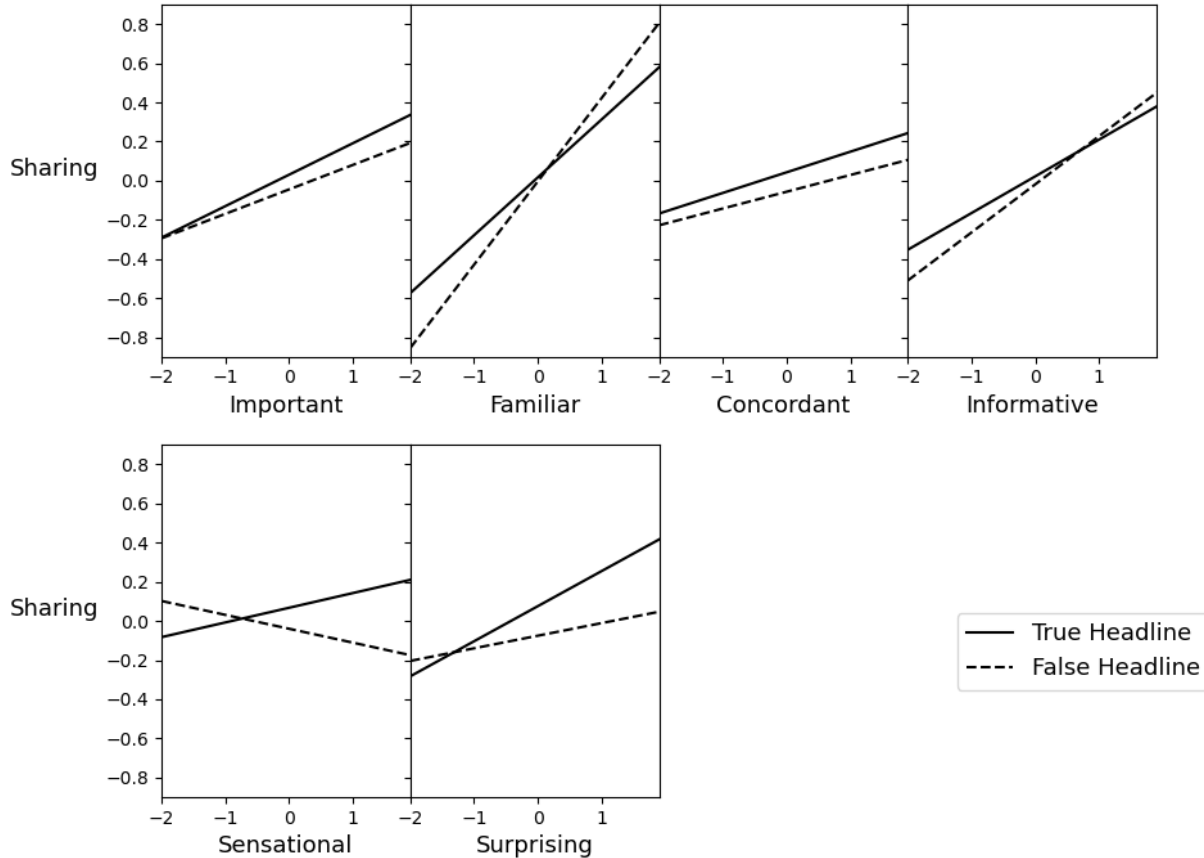 0.8
0.6
0.4
0.2
Sharing 0.0
−0.2
−0.4
−0.6
−0.8
−2 −1 0 1 −2 −1 0 1 −2 −1 0 1 −2 −1 0 1
Important Familiar Concordant Informative
0.8
0.6
0.4
0.2
Sharing 0.0
−0.2
−0.4
−0.6
−0.8
−2 −1 0 1 −2 −1 0 1
Sensational Surprising
True Headline
False Headline